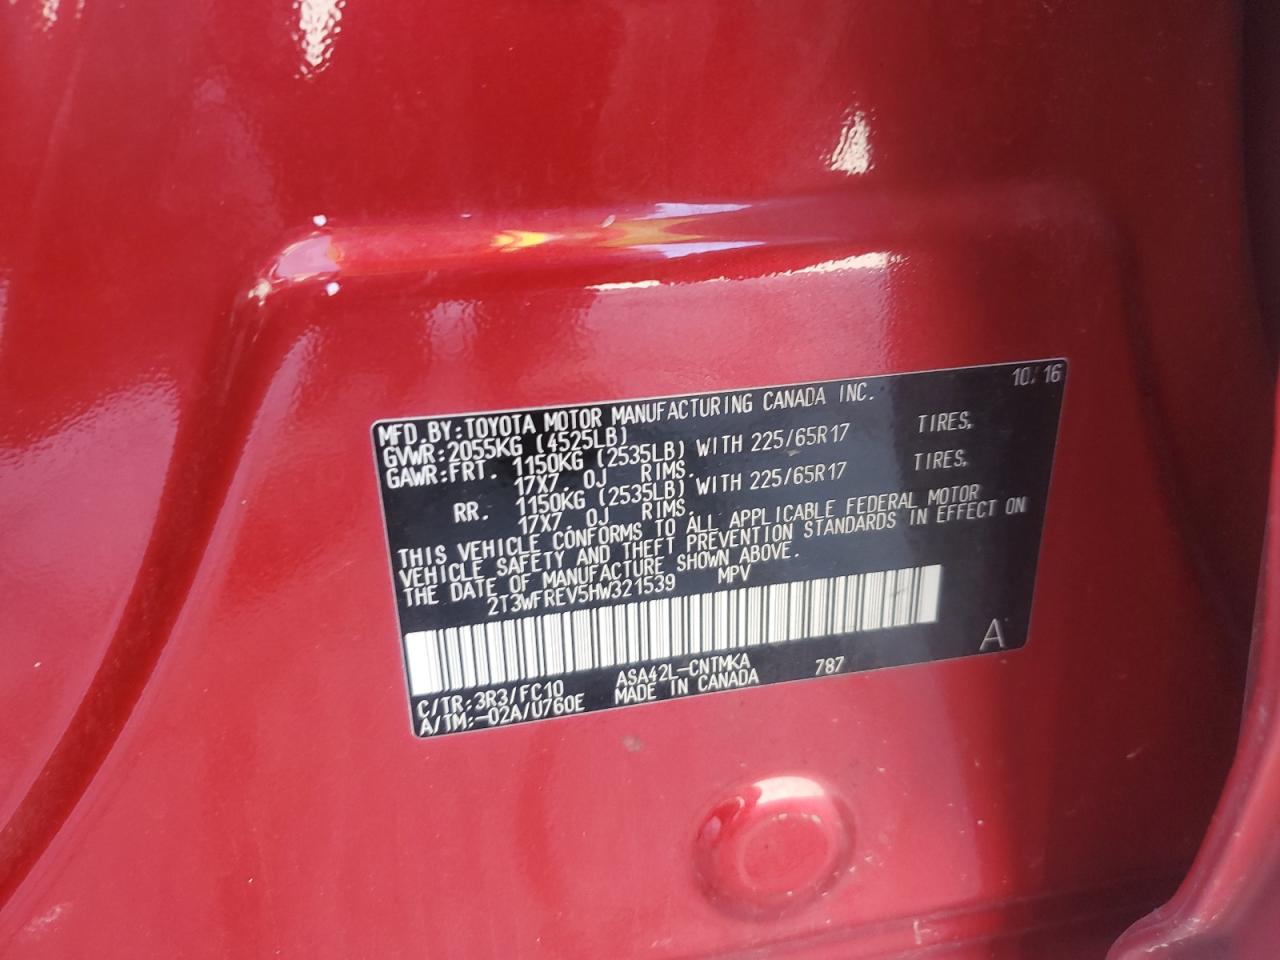 10/16
MFD.BY:TOYOTA MOTOR MANUFACTURING CANADA INC.
GVWR:2055KG (4525LB)
GAWR:FRT. 1150KG (2535LB) WITH 225/65R17 TIRES,
17X7.0J RIMS.
RR. 1150KG (2535LB) WITH 225/65R17 TIRES,
17X7.0J RIMS.
THIS VEHICLE CONFORMS TO ALL APPLICABLE FEDERAL MOTOR
VEHICLE SAFETY AND THEFT PREVENTION STANDARDS IN EFFECT ON
THE DATE OF MANUFACTURE SHOWN ABOVE.
2T3WFREV5HW321539 MPV
A
C/TR:3R3/FC10 ASA42L-CNTMKA 787
A/TM:-02A/U760E MADE IN CANADA